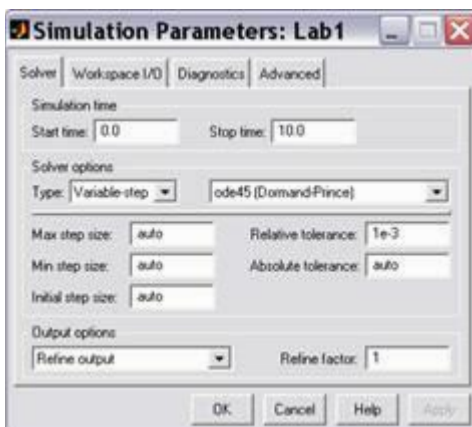 Simulation Parameters: Lab1
Solver Workspace I/O Diagnostics Advanced
Simulation time
Start time: 0.0 Stop time: 10.0
Solver options
Type: Variable-step ode45 (Dormand-Prince)
Max step size: auto Relative tolerance: 1e-3
Min step size: auto Absolute tolerance: auto
Initial step size: auto
Output options
Refine output Refine factor: 1
OK Cancel Help Apply